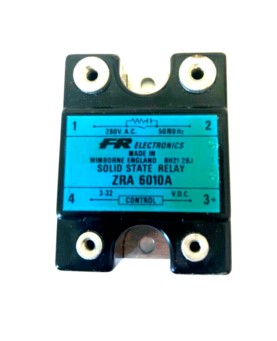 1 2
280V. A.C. 50/60Hz
FR ELECTRONICS
MADE IN
WIMBORNE ENGLAND BH21 2BJ
SOLID STATE RELAY
ZRA 6010A
4 3-32 V.D.C. 3+
CONTROL